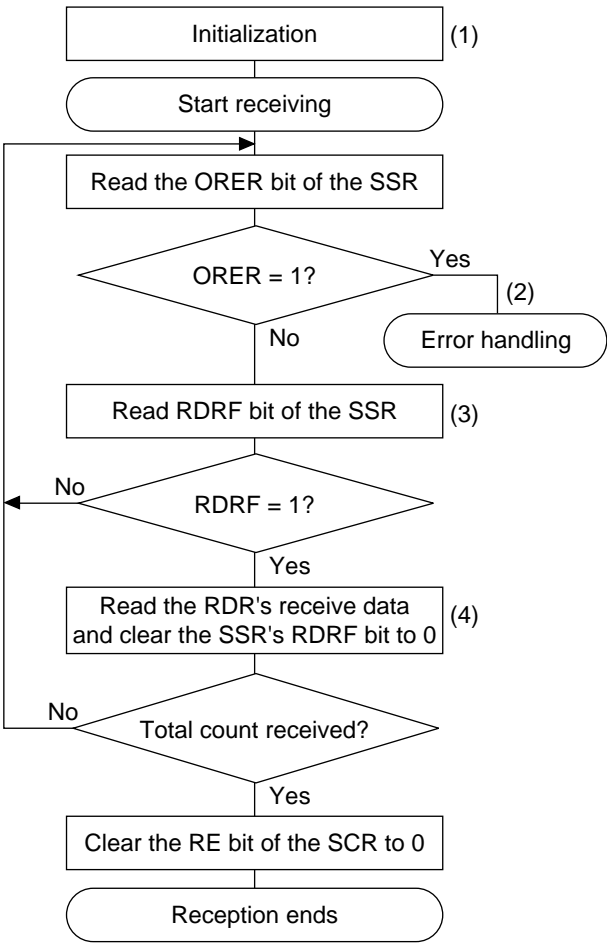 Initialization
(1)
Start receiving
Read the ORER bit of the SSR
ORER = 1?
Yes
(2)
No
Error handling
Read RDRF bit of the SSR
(3)
No
RDRF = 1?
Yes
Read the RDR's receive data
and clear the SSR's RDRF bit to 0
(4)
No
Total count received?
Yes
Clear the RE bit of the SCR to 0
Reception ends